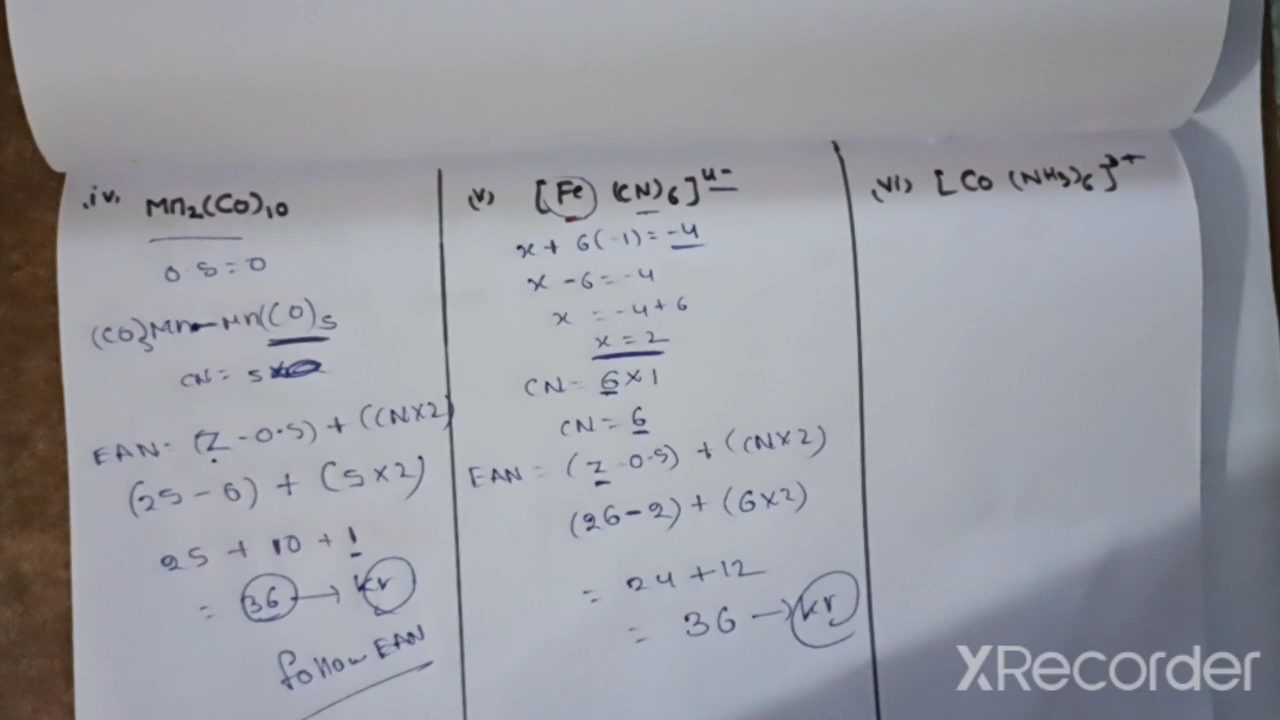 iv, Mn₂(CO)₁₀
O.S=0
(CO)5Mn-Mn(CO)5
CN= 5
EAN= (Z-O.S) + (CN×2)
(25-0) + (5×2)
25 + 10 + 1
= 36 → Kr
follow EAN
(v) [Fe (CN)6]⁴⁻
x + 6(-1) = -4
x - 6 = -4
x = -4+6
x = 2
CN= 6×1
CN= 6
EAN = (Z-O.S) + (CN×2)
(26-2) + (6×2)
= 24+12
= 36 → Kr
(vi) [Co (NH3)6]³⁺
XRecorder